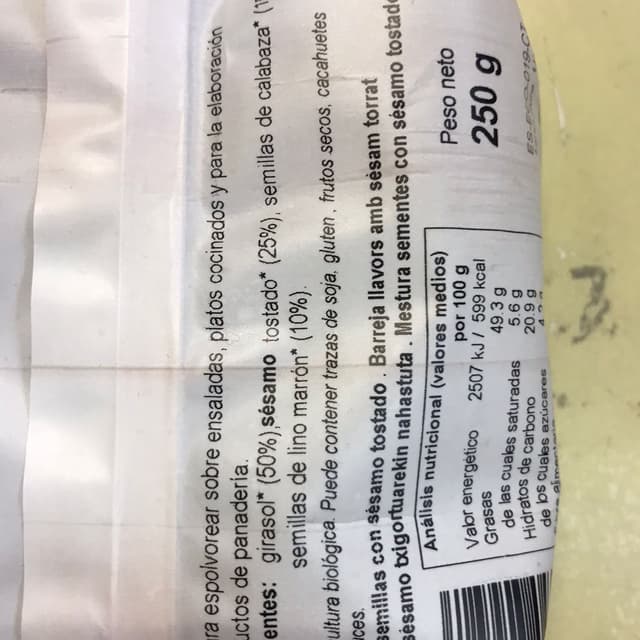 ra espolvorear sobre ensaladas, platos cocinados y para la elaboración
uctos de panadería.
entes: girasol* (50%),sésamo tostado* (25%), semillas de calabaza* (1
semillas de lino marrón* (10%).
ultura biológica. Puede contener trazas de soja, gluten , frutos secos, cacahuetes
ces.
semillas con sésamo tostado . Barreja llavors amb sèsam torrat
sésamo txigortuarekin nahastuta . Mestura sementes con sésamo tostado
Análisis nutricional (valores medios)
por 100 g
Valor energético 2507 kJ / 599 kcal
Grasas 49.3 g
de las cuales saturadas 5.6 g
Hidratos de carbono 20.9 g
de los cuales azúcares
Peso neto
250 g